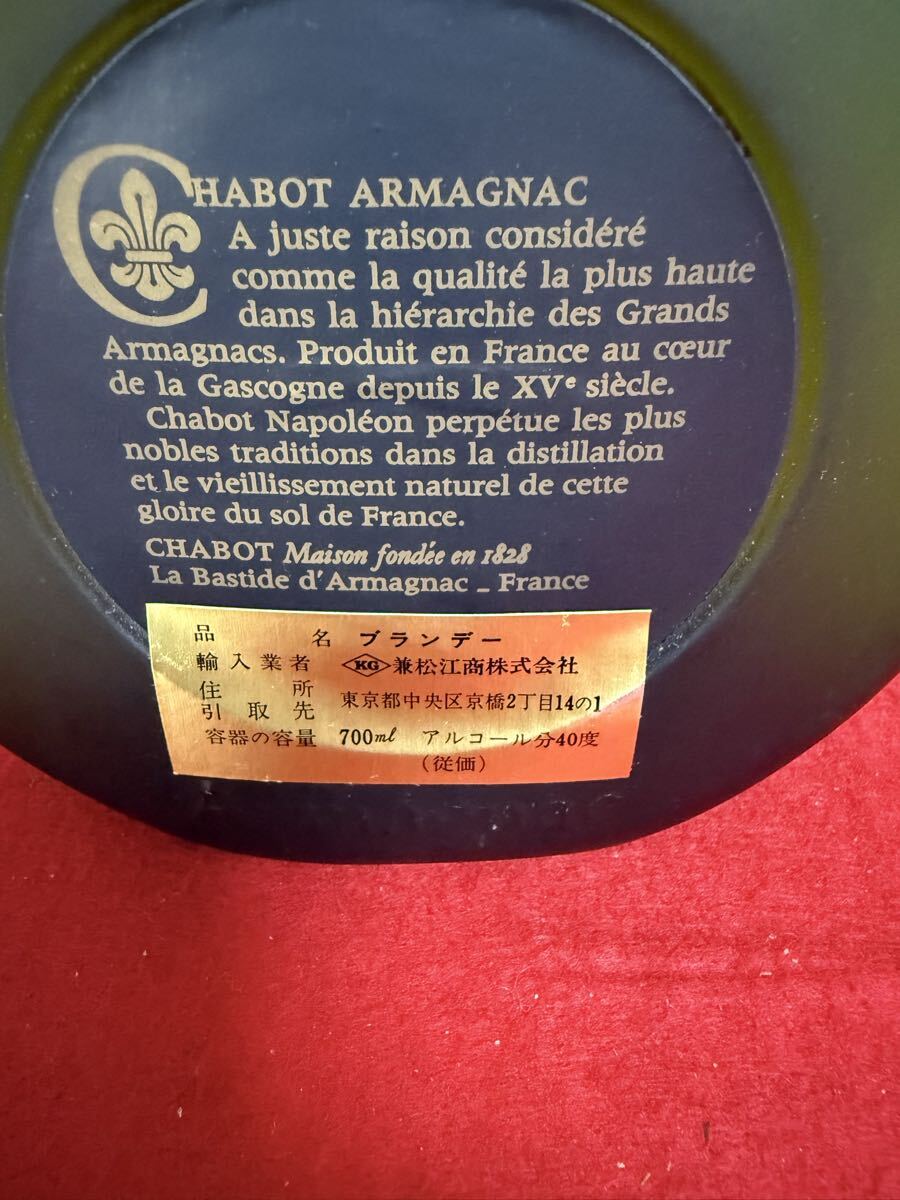 CHABOT ARMAGNAC
A juste raison considéré
comme la qualité la plus haute
dans la hiérarchie des Grands
Armagnacs. Produit en France au cœur
de la Gascogne depuis le XVe siècle.
Chabot Napoléon perpétue les plus
nobles traditions dans la distillation
et le vieillissement naturel de cette
gloire du sol de France.
CHABOT Maison fondée en 1828
La Bastide d'Armagnac _ France
品 名 ブランデー
輸入業者 KG 兼松江商株式会社
住 所
引取先 東京都中央区京橋2丁目14の1
容器の容量 700ml アルコール分40度
(従価)